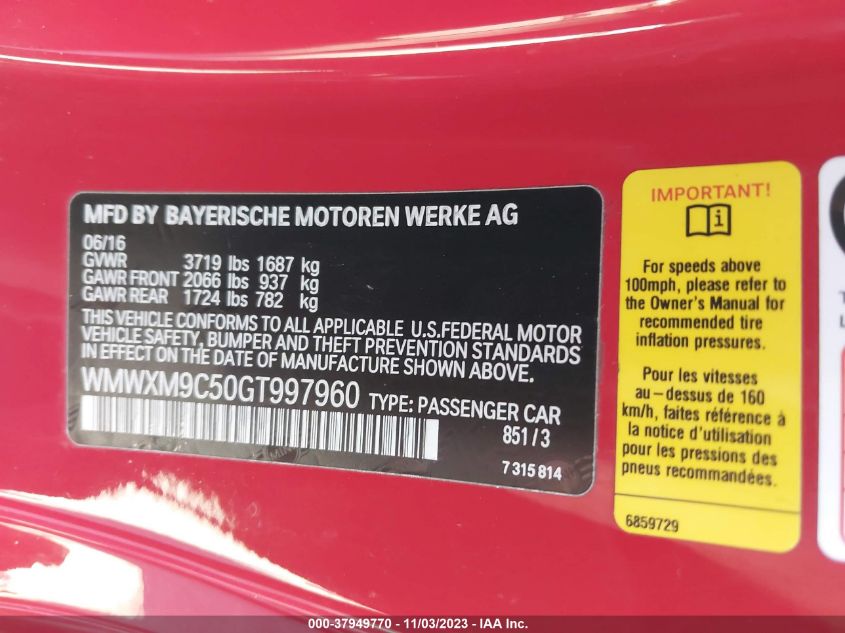 MFD BY BAYERISCHE MOTOREN WERKE AG
06/16
GVWR 3719 lbs 1687 kg
GAWR FRONT 2066 lbs 937 kg
GAWR REAR 1724 lbs 782 kg
THIS VEHICLE CONFORMS TO ALL APPLICABLE U.S.FEDERAL MOTOR
VEHICLE SAFETY, BUMPER AND THEFT PREVENTION STANDARDS
IN EFFECT ON THE DATE OF MANUFACTURE SHOWN ABOVE.
WMWXM9C50GT997960 TYPE: PASSENGER CAR
851/3
7 315 814
IMPORTANT!
For speeds above
100mph, please refer to
the Owner's Manual for
recommended tire
inflation pressures.
Pour les vitesses
au-dessus de 160
km/h, faites référence à
la notice d'utilisation
pour les pressions des
pneus recommandées.
6859729
000-37949770 - 11/03/2023 - IAA Inc.